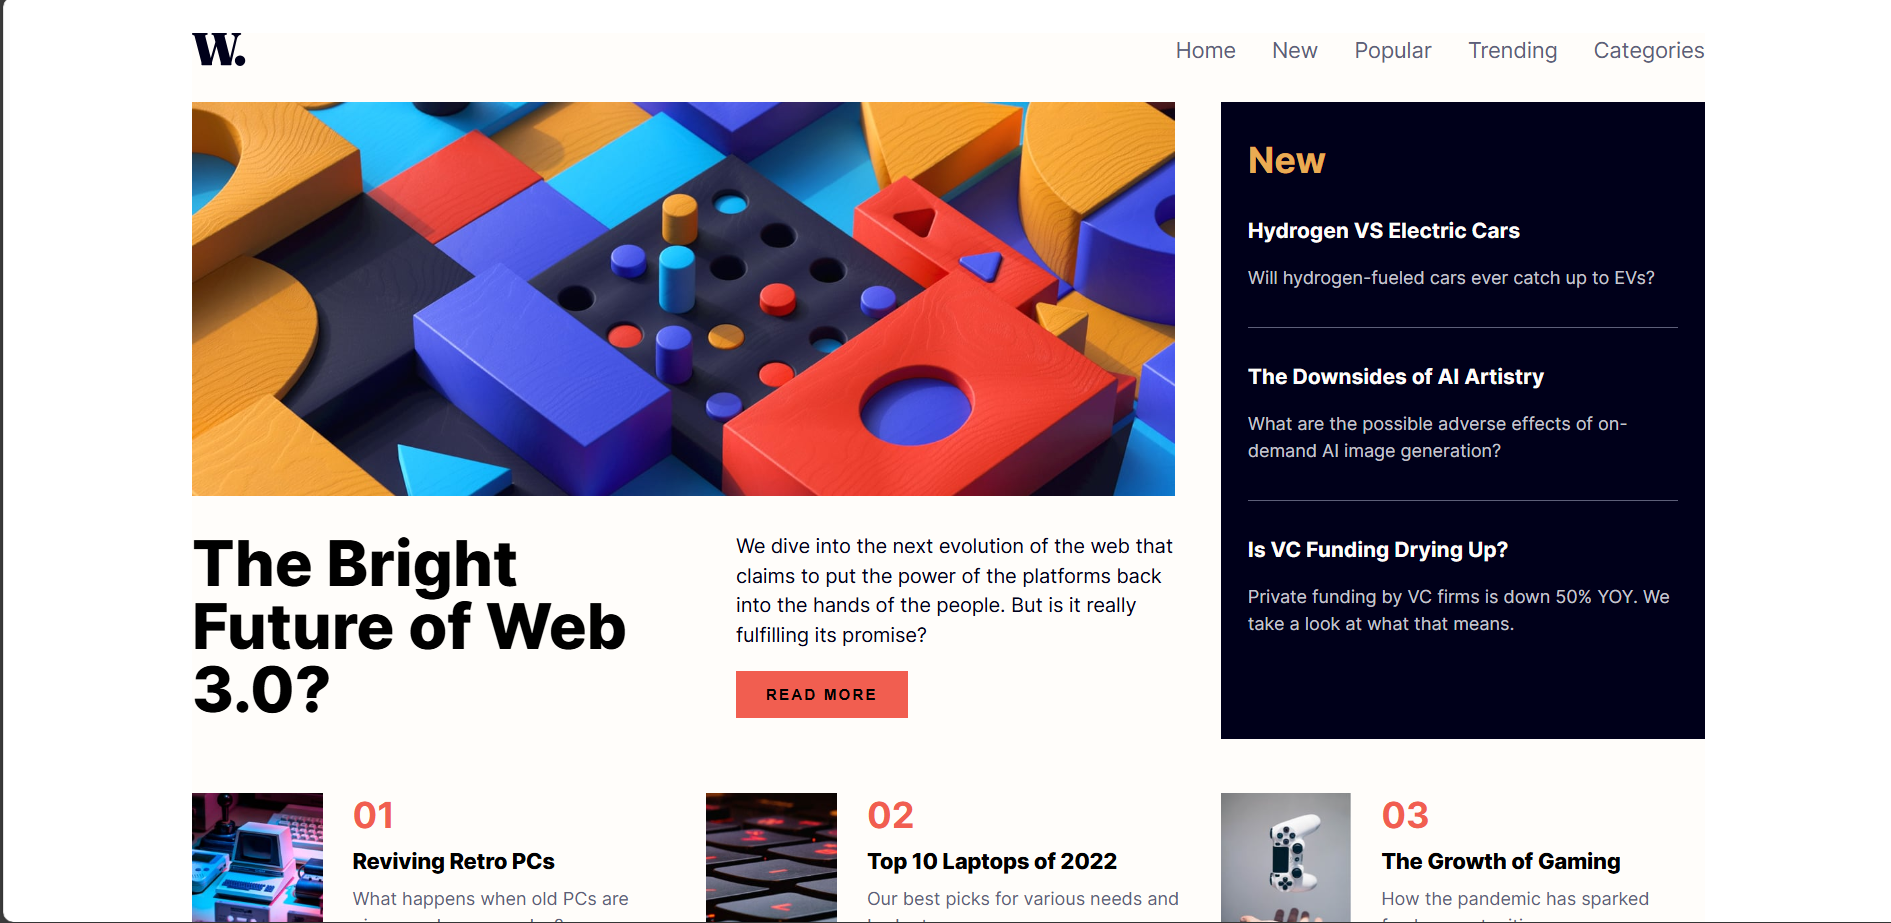 W.
Home New Popular Trending Categories
The Bright
Future of Web
3.0?
We dive into the next evolution of the web that
claims to put the power of the platforms back
into the hands of the people. But is it really
fulfilling its promise?
READ MORE
New
Hydrogen VS Electric Cars
Will hydrogen-fueled cars ever catch up to EVs?
The Downsides of AI Artistry
What are the possible adverse effects of on-
demand AI image generation?
Is VC Funding Drying Up?
Private funding by VC firms is down 50% YOY. We
take a look at what that means.
01
Reviving Retro PCs
What happens when old PCs are
02
Top 10 Laptops of 2022
Our best picks for various needs and
03
The Growth of Gaming
How the pandemic has sparked